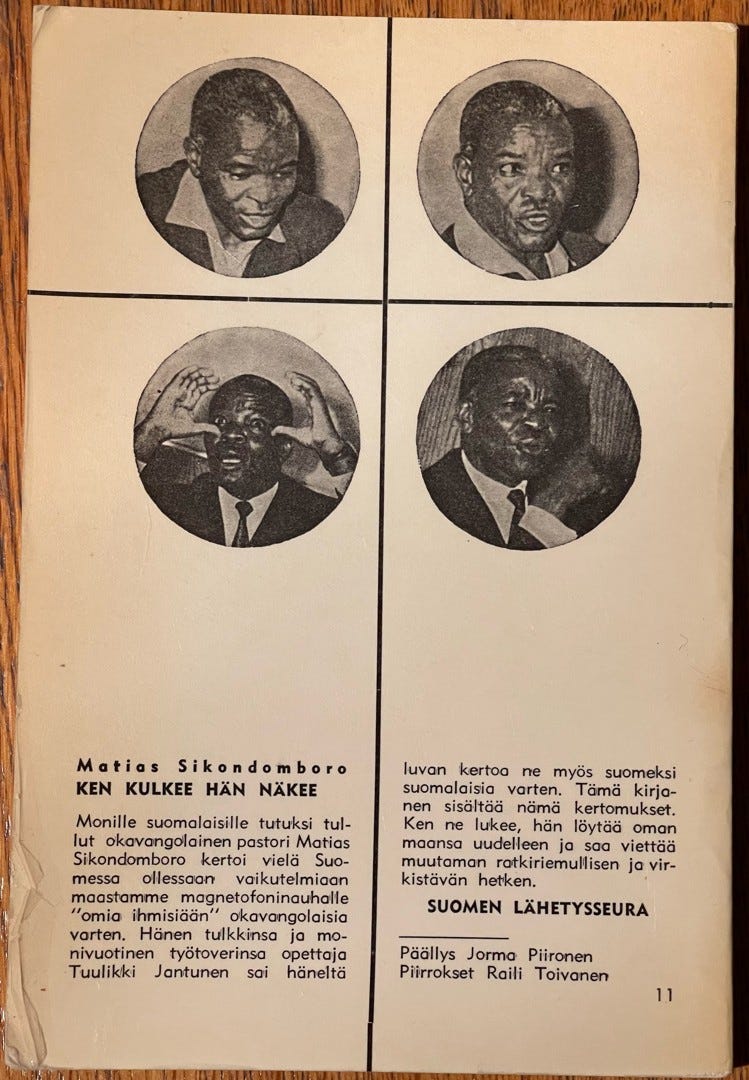 Matias Sikondomboro
KEN KULKEE HÄN NÄKEE
Monille suomalaisille tutuksi tul-
lut okavangolainen pastori Matias
Sikondomboro kertoi vielä Suo-
messa ollessaan vaikutelmiaan
maastamme magnetofoninauhalle
"omia ihmisiään" okavangolaisia
varten. Hänen tulkkinsa ja mo-
nivuotinen työtoverinsa opettaja
Tuulikki Jantunen sai häneltä
luvan kertoa ne myös suomeksi
suomalaisia varten. Tämä kirja-
nen sisältää nämä kertomukset.
Ken ne lukee, hän löytää oman
maansa uudelleen ja saa viettää
muutaman ratkiriemullisen ja vir-
kistävän hetken.
SUOMEN LÄHETYSSEURA
Päällys Jorma Piironen
Piirrokset Raili Toivanen
11